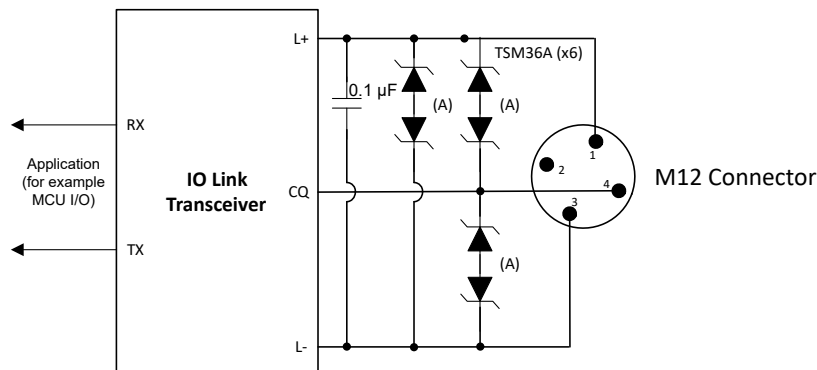 L+
TSM36A (x6)
0.1 µF
(A)
(A)
RX
1
2
Application
(for example
MCU I/O)
IO Link
Transceiver
CQ
4
M12 Connector
3
TX
(A)
L-